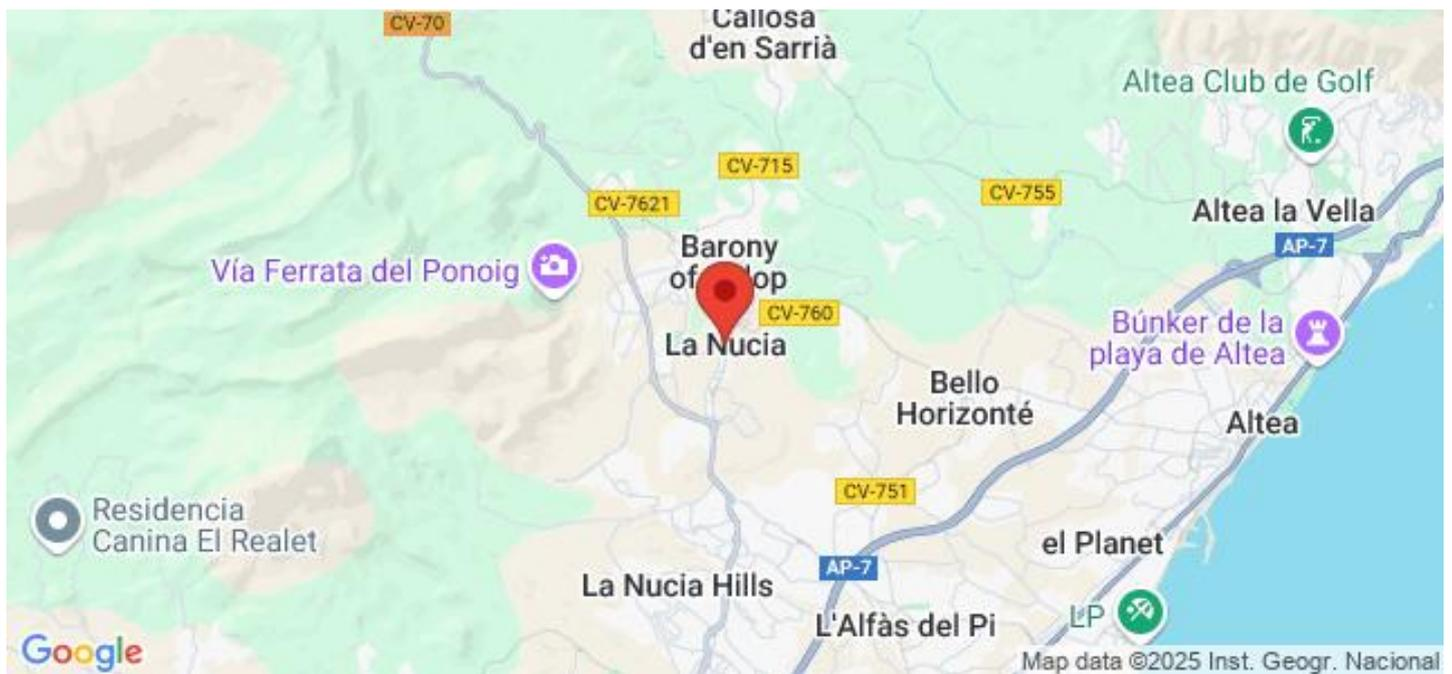 CV-70
Callosa
d'en Sarrià
Altea Club de Golf
CV-715
CV-755
CV-7621
Altea la Vella
AP-7
Barony
Vía Ferrata del Ponoig
CV-760
La Nucia
Búnker de la
playa de Altea
Bello
Horizonté
Altea
CV-751
Residencia
Canina El Realet
el Planet
AP-7
La Nucia Hills
L'Alfàs del Pi
LP
Google
Map data ©2025 Inst. Geogr. Nacional